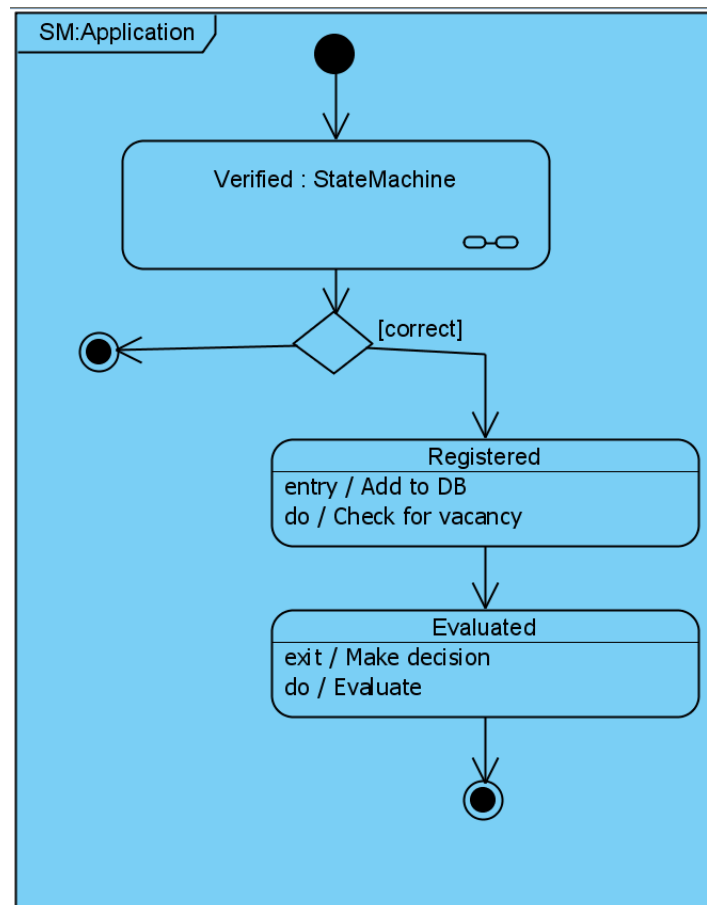 SM:Application
Verified : StateMachine
[correct]
Registered
entry / Add to DB
do / Check for vacancy
Evaluated
exit / Make decision
do / Evaluate